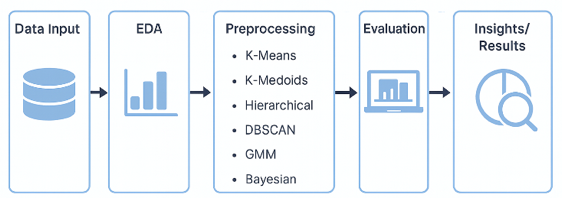 Data Input
EDA
Preprocessing
• K-Means
• K-Medoids
• Hierarchical
• DBSCAN
• GMM
• Bayesian
Evaluation
Insights/
Results